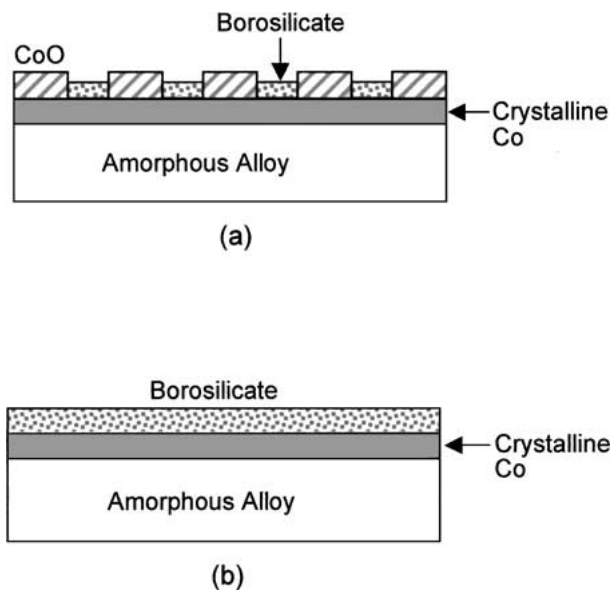 Borosilicate
CoO
Crystalline
Co
Amorphous Alloy
(a)
Borosilicate
Crystalline
Co
Amorphous Alloy
(b)